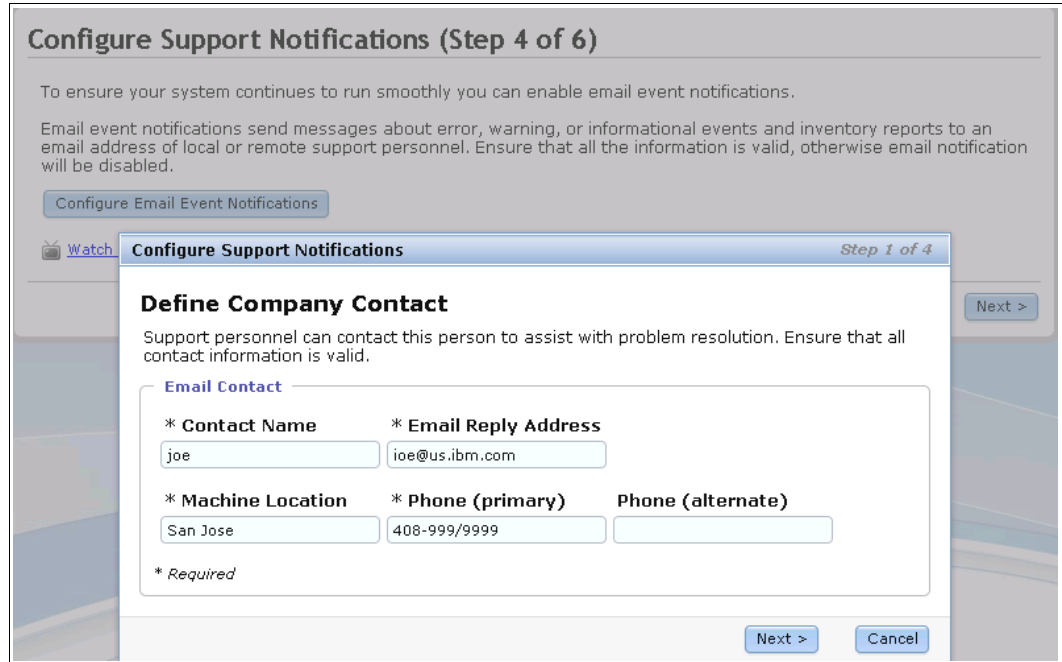 Configure Support Notifications (Step 4 of 6)
To ensure your system continues to run smoothly you can enable email event notifications.
Email event notifications send messages about error, warning, or informational events and inventory reports to an
email address of local or remote support personnel. Ensure that all the information is valid, otherwise email notification
will be disabled.
Configure Email Event Notifications
Watch
Next >
Configure Support Notifications Step 1 of 4
Define Company Contact
Support personnel can contact this person to assist with problem resolution. Ensure that all
contact information is valid.
Email Contact
* Contact Name * Email Reply Address
joe ioe@us.ibm.com
* Machine Location * Phone (primary) Phone (alternate)
San Jose 408-999/9999
* Required
Next > Cancel